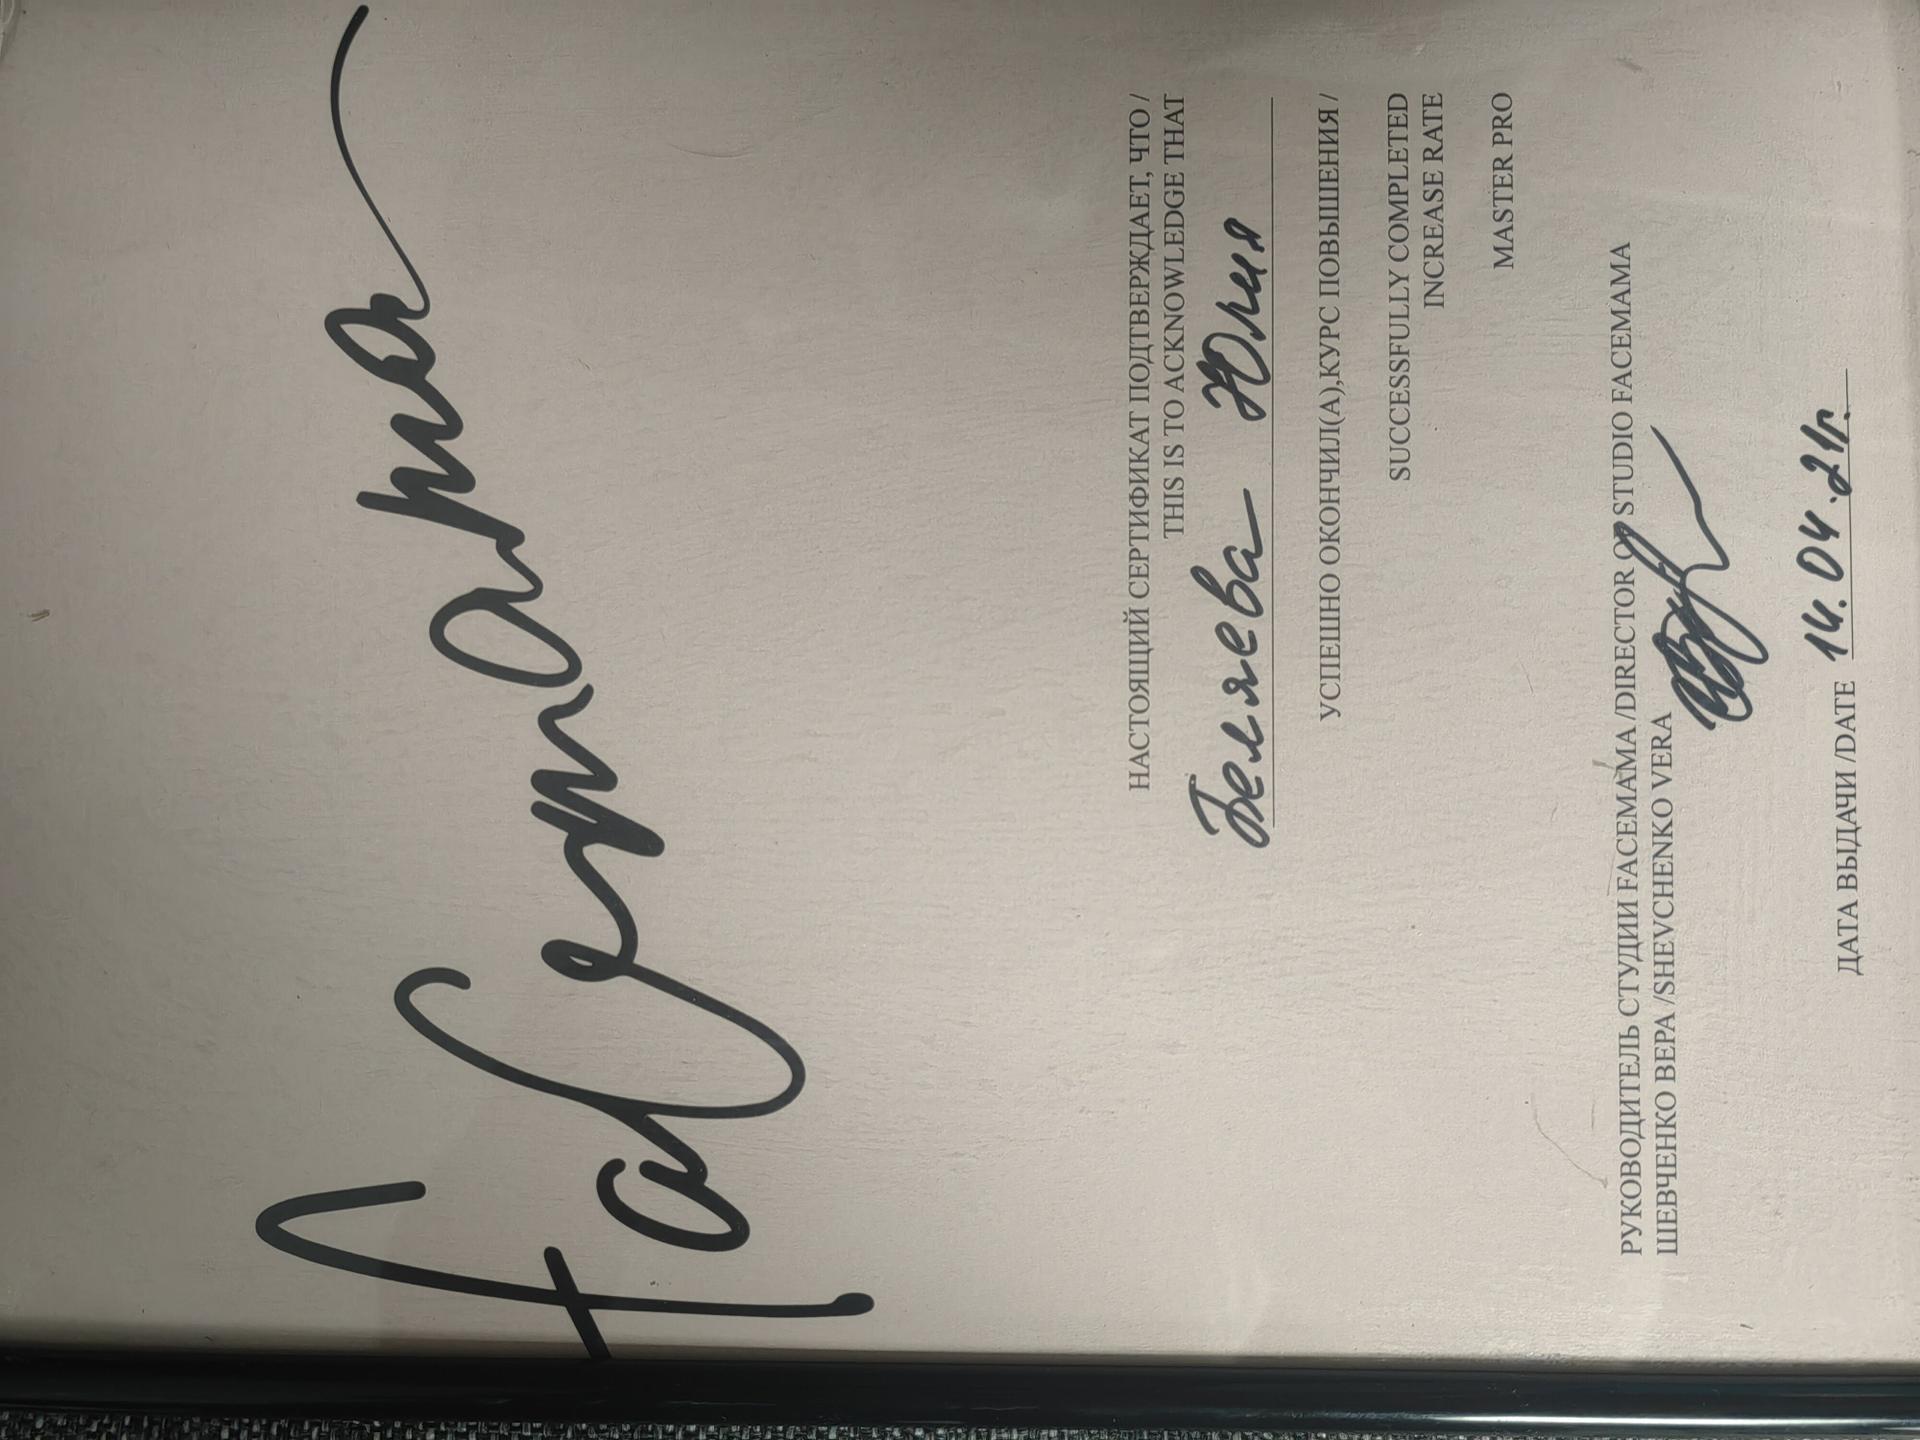 facemama
НАСТОЯЩИЙ СЕРТИФИКАТ ПОДТВЕРЖДАЕТ, ЧТО /
THIS IS TO ACKNOWLEDGE THAT
Беляева Юлия
УСПЕШНО ОКОНЧИЛ(А),КУРС ПОВЫШЕНИЯ /
SUCCESSFULLY COMPLETED
INCREASE RATE
MASTER PRO
РУКОВОДИТЕЛЬ СТУДИИ FACEMAMA /DIRECTOR OF STUDIO FACEMAMA
ШЕВЧЕНКО ВЕРА /SHEVCHENKO VERA
ДАТА ВЫДАЧИ /DATE 14.04.21г.